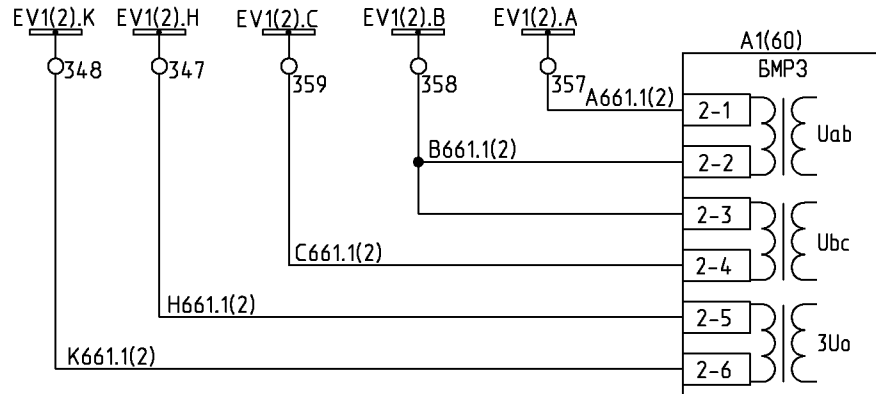 EV1(2).K EV1(2).H EV1(2).C EV1(2).B EV1(2).A
A1(60)
БМРЗ
348 347 359 358 357
A661.1(2)
2-1
Uab
B661.1(2)
2-2
2-3
Ubc
C661.1(2)
2-4
H661.1(2)
2-5
3Uo
K661.1(2)
2-6